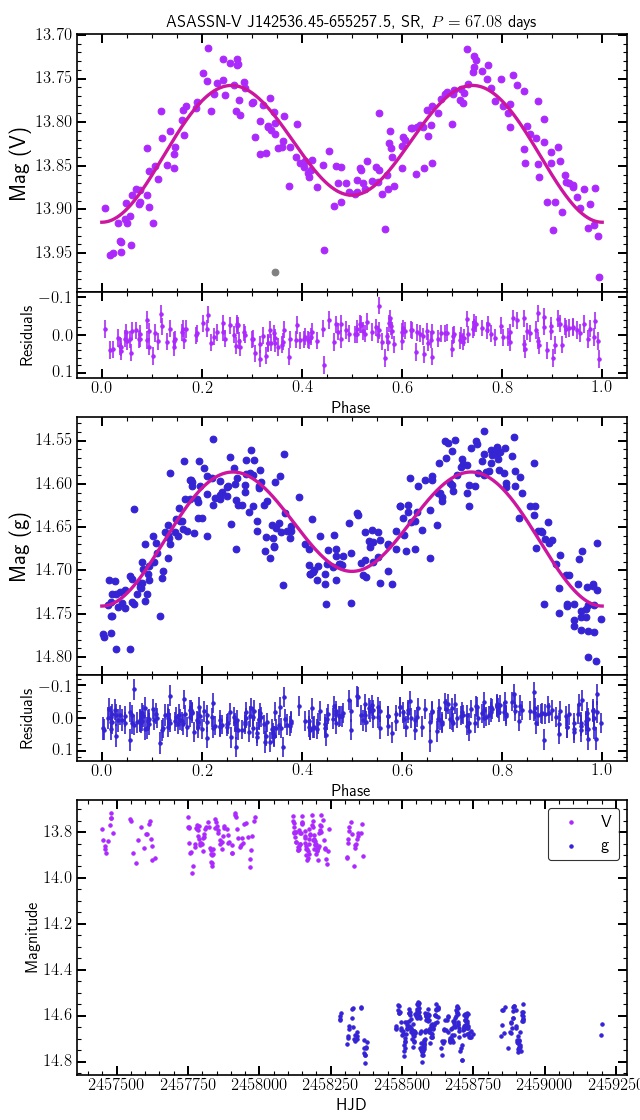 ASASSN-V J142536.45-655257.5, SR, P = 67.08 days
13.70
13.75
13.80
13.85
13.90
13.95
Mag (V)
−0.1
0.0
0.1
Residuals
0.0 0.2 0.4 0.6 0.8 1.0
Phase
14.55
14.60
14.65
14.70
14.75
14.80
Mag (g)
−0.1
0.0
0.1
Residuals
0.0 0.2 0.4 0.6 0.8 1.0
Phase
V
g
13.8
14.0
14.2
14.4
14.6
14.8
Magnitude
2457500 2457750 2458000 2458250 2458500 2458750 2459000 245925
HJD